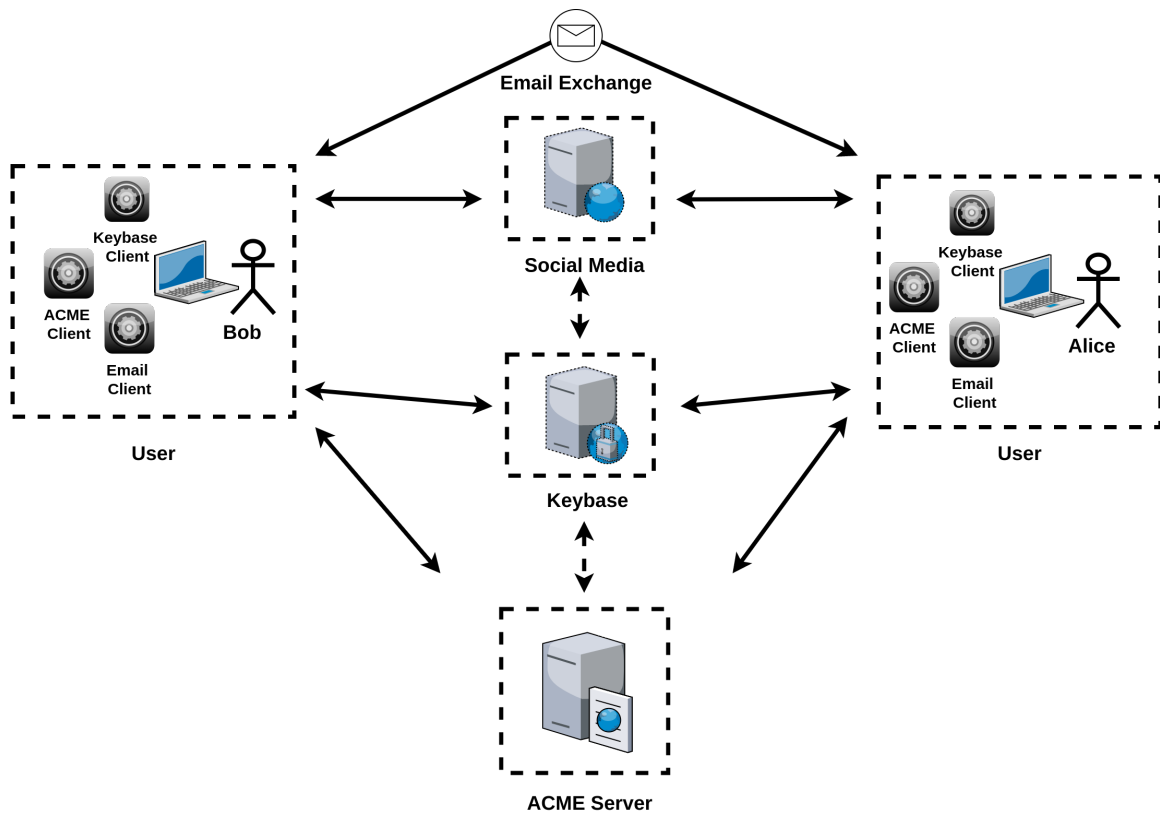 Email Exchange
Social Media
Keybase
Client
ACME
Client
Email
Client
Bob
User
Keybase
Client
ACME
Client
Email
Client
Alice
User
Keybase
ACME Server